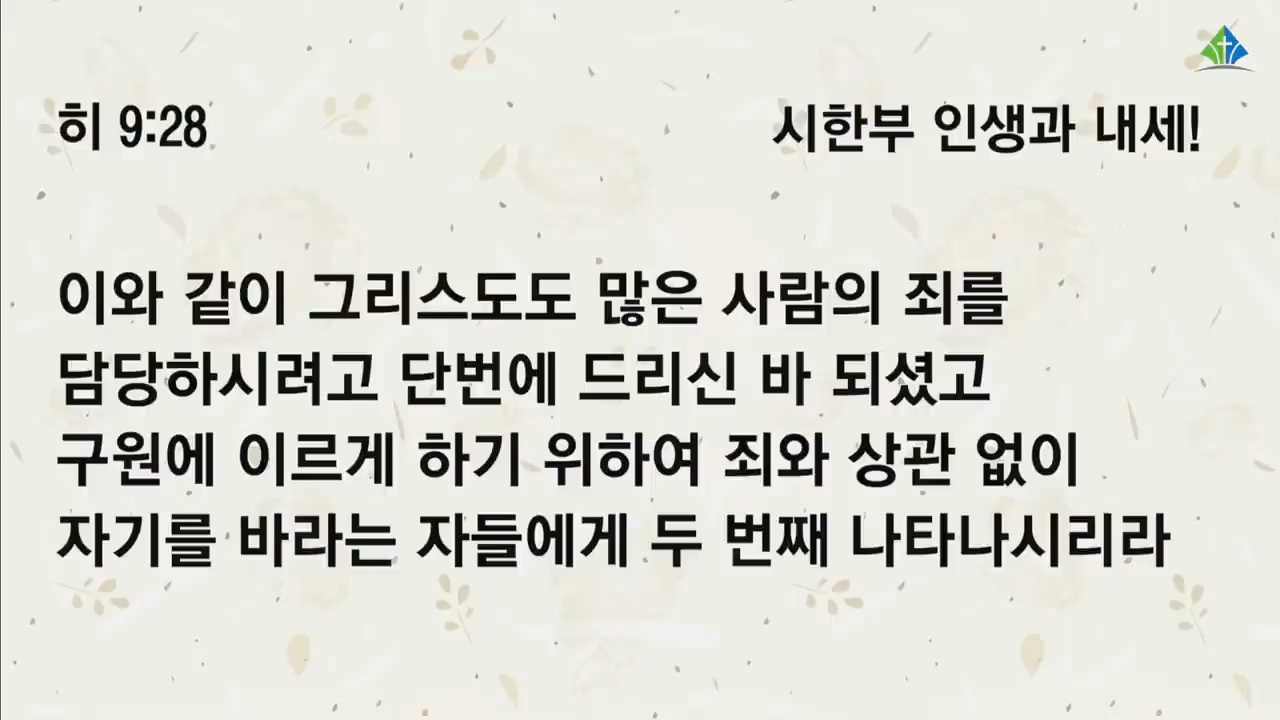 히 9:28
시한부 인생과 내세!
이와 같이 그리스도도 많은 사람의 죄를
담당하시려고 단번에 드리신 바 되셨고
구원에 이르게 하기 위하여 죄와 상관 없이
자기를 바라는 자들에게 두 번째 나타나시리라